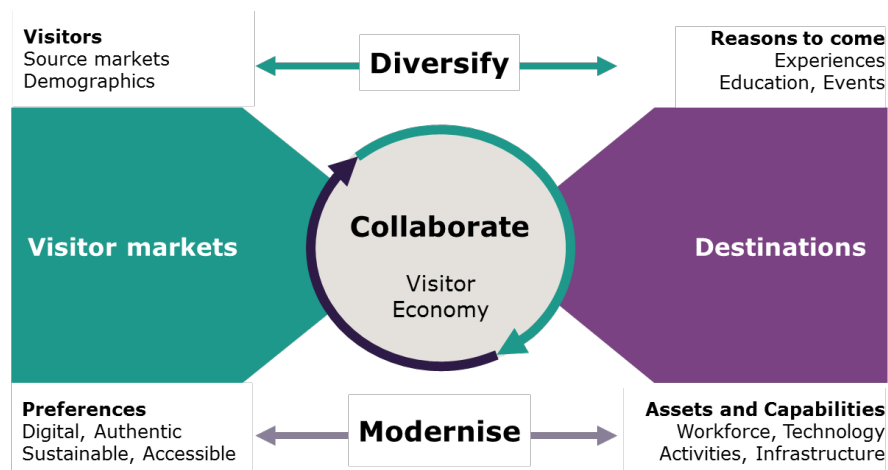 Visitors
Source markets
Demographics
Diversify
Reasons to come
Experiences
Education, Events
Visitor markets
Collaborate
Visitor
Economy
Destinations
Preferences
Digital, Authentic
Sustainable, Accessible
Modernise
Assets and Capabilities
Workforce, Technology
Activities, Infrastructure